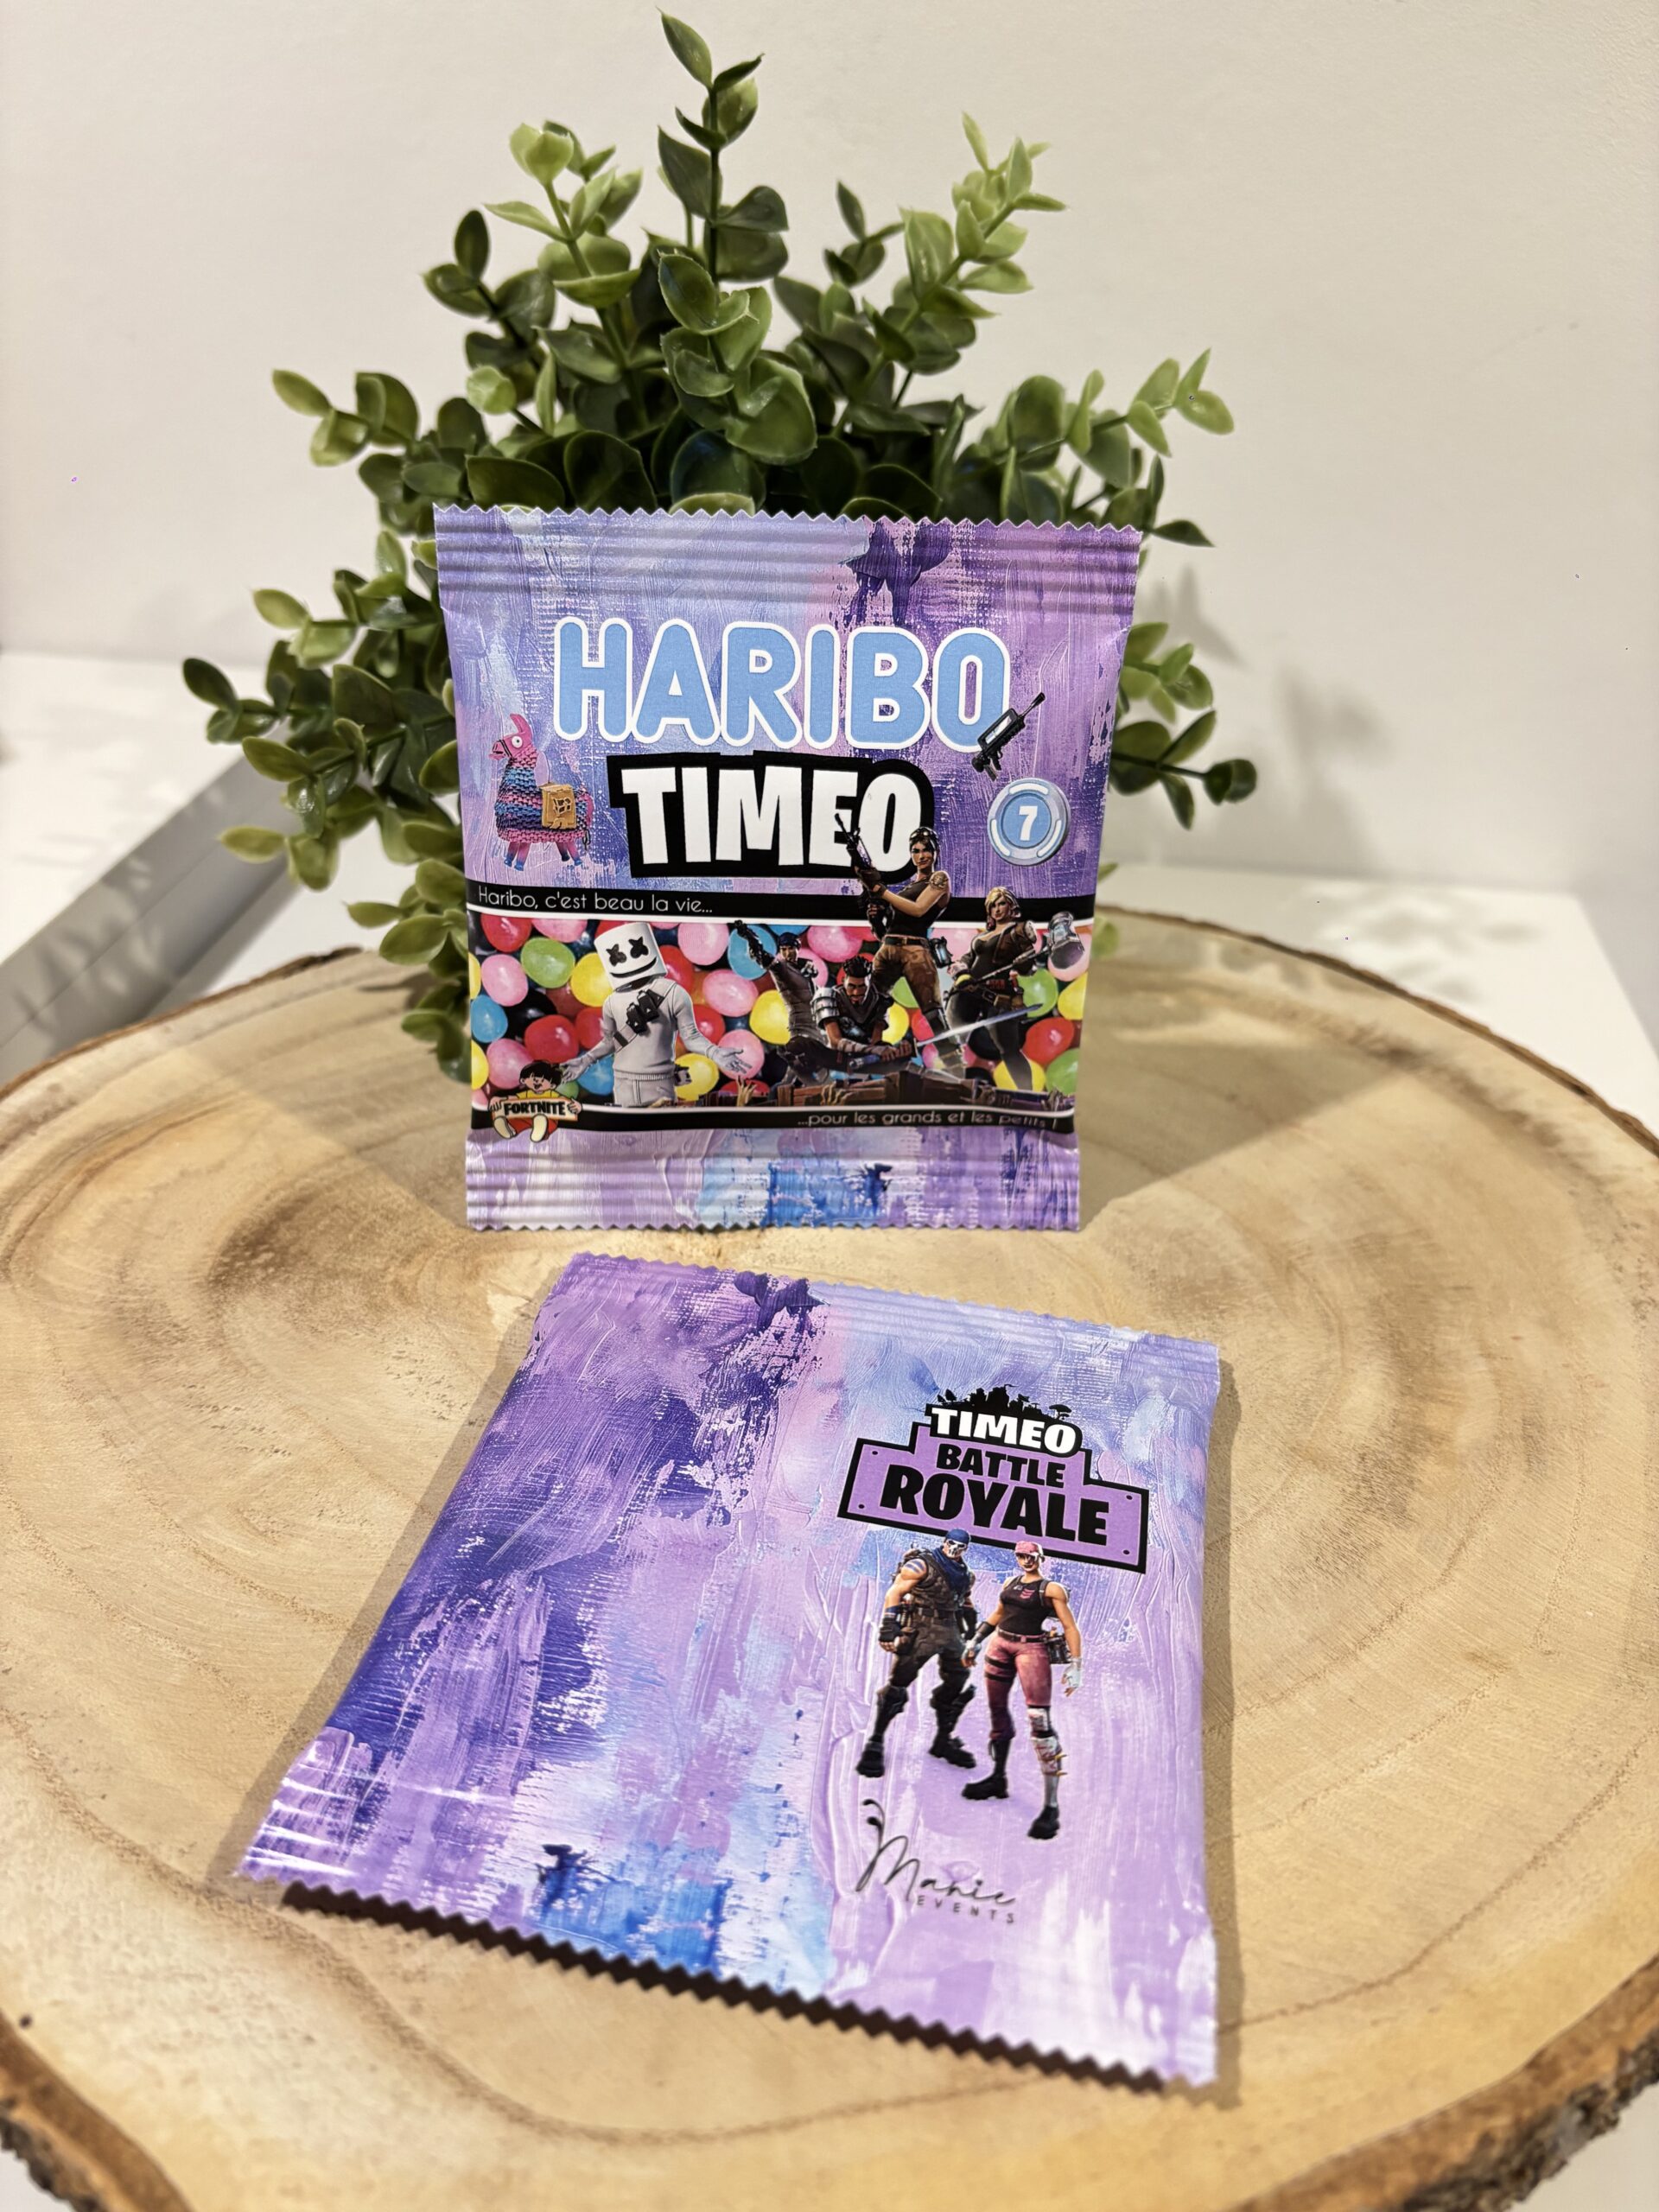 HARIBO
TIMEO
7
Haribo, c'est beau la vie...
FORTNITE
...pour les grands et les petits !
TIMEO
BATTLE
ROYALE
Manie
EVENTS